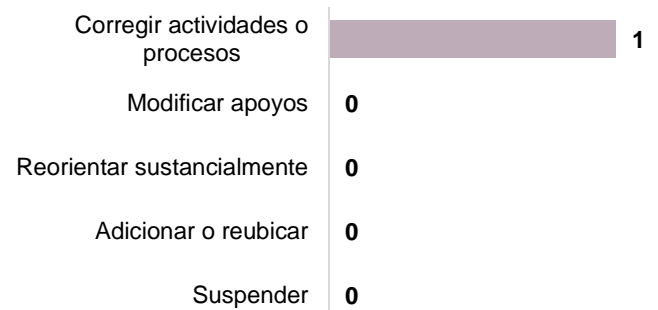 Corregir actividades o
procesos
1
Modificar apoyos
0
Reorientar sustancialmente
0
Adicionar o reubicar
0
Suspender
0